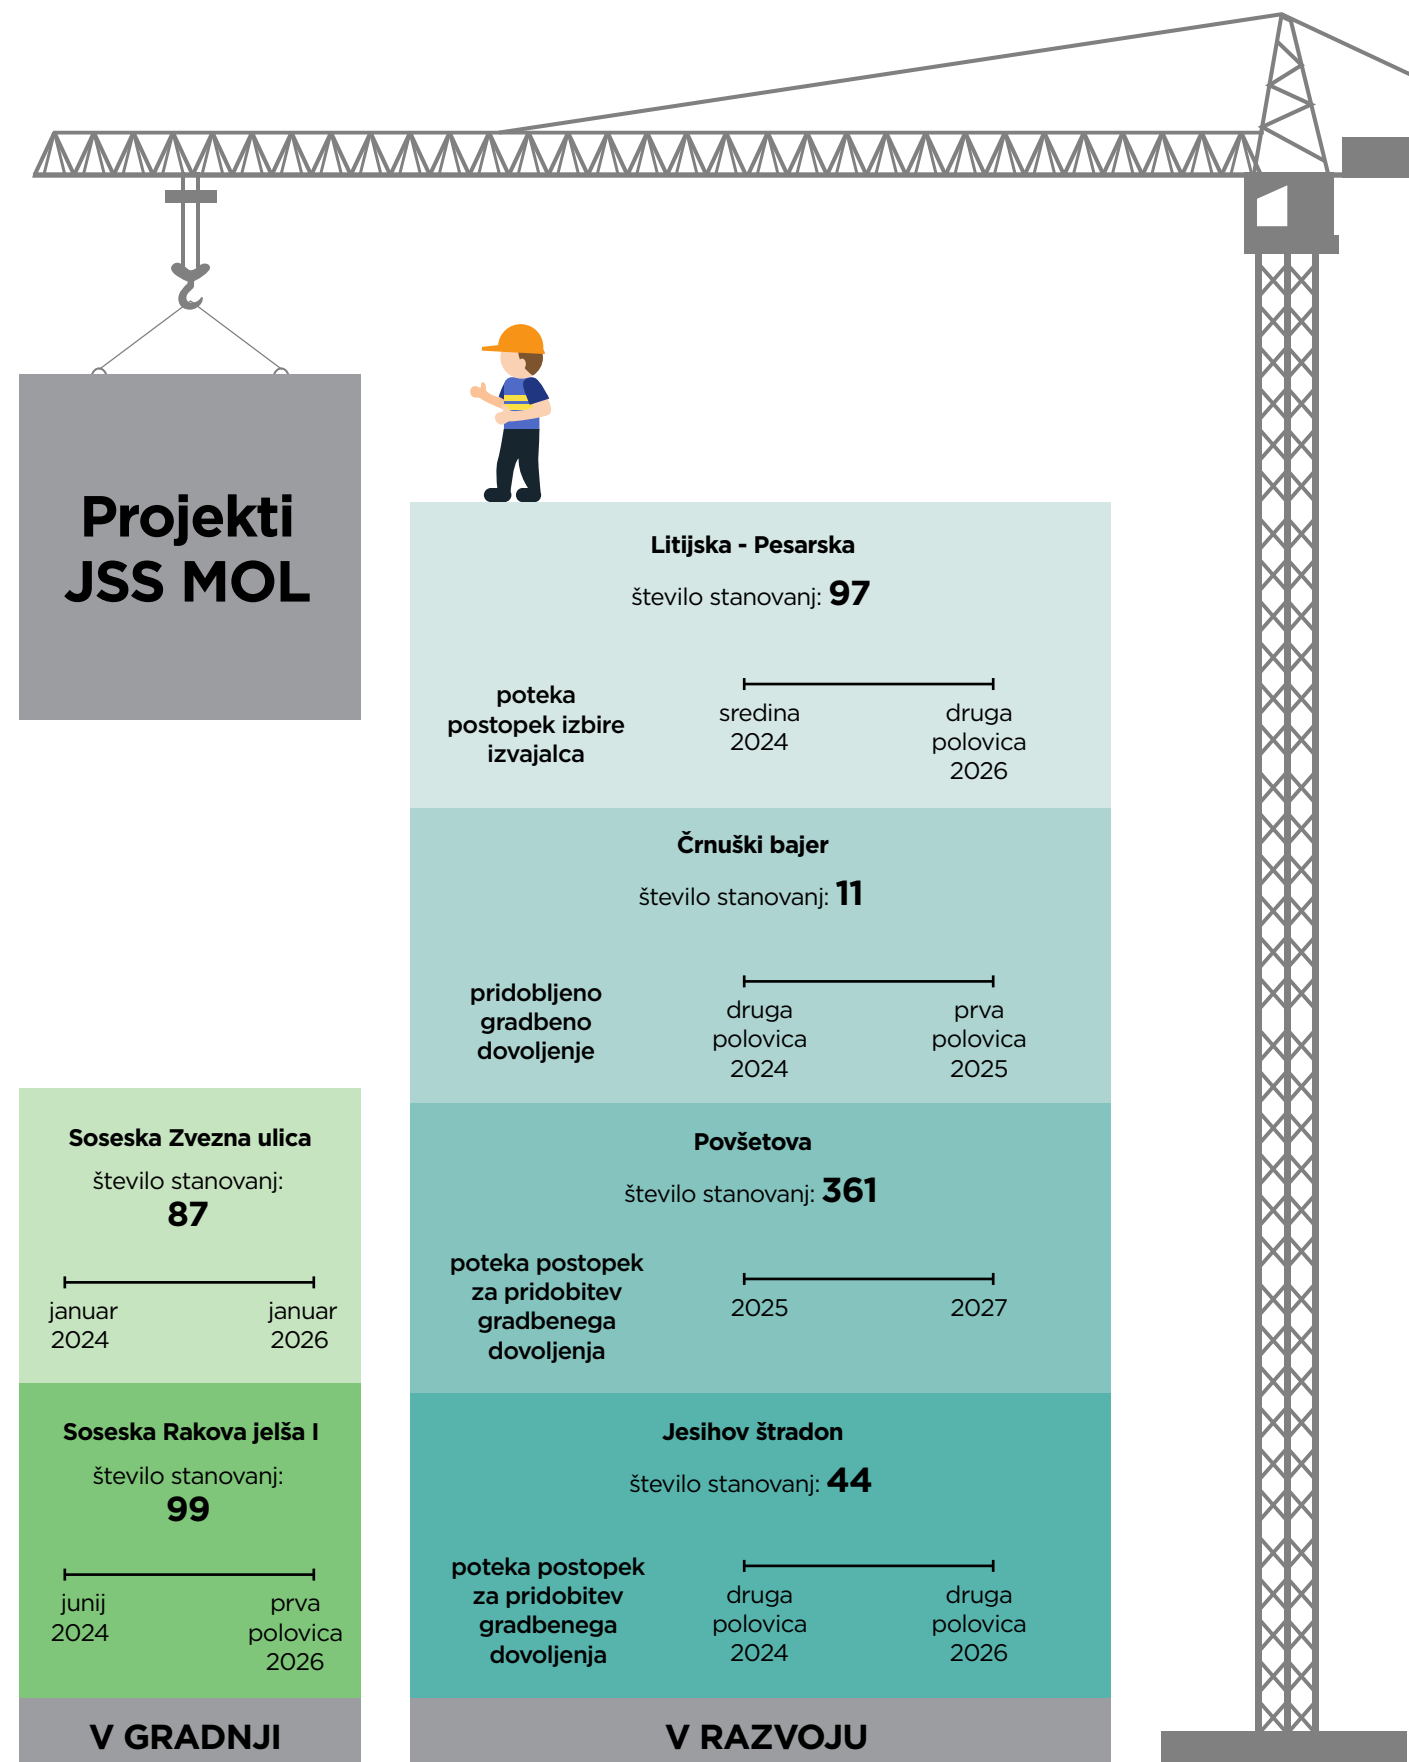 Projekti
JSS MOL
Litijska - Pesarska
število stanovanj: 97
poteka
postopek izbire
izvajalca
sredina
2024
druga
polovica
2026
Črnuški bajer
število stanovanj: 11
pridobljeno
gradbeno
dovoljenje
druga
polovica
2024
prva
polovica
2025
Povšetova
število stanovanj: 361
poteka postopek
za pridobitev
gradbenega
dovoljenja
2025
2027
Jesihov štradon
število stanovanj: 44
poteka postopek
za pridobitev
gradbenega
dovoljenja
druga
polovica
2024
druga
polovica
2026
V RAZVOJU
Soseska Zvezna ulica
število stanovanj:
87
januar
2024
januar
2026
Soseska Rakova jelša I
število stanovanj:
99
junij
2024
prva
polovica
2026
V GRADNJI